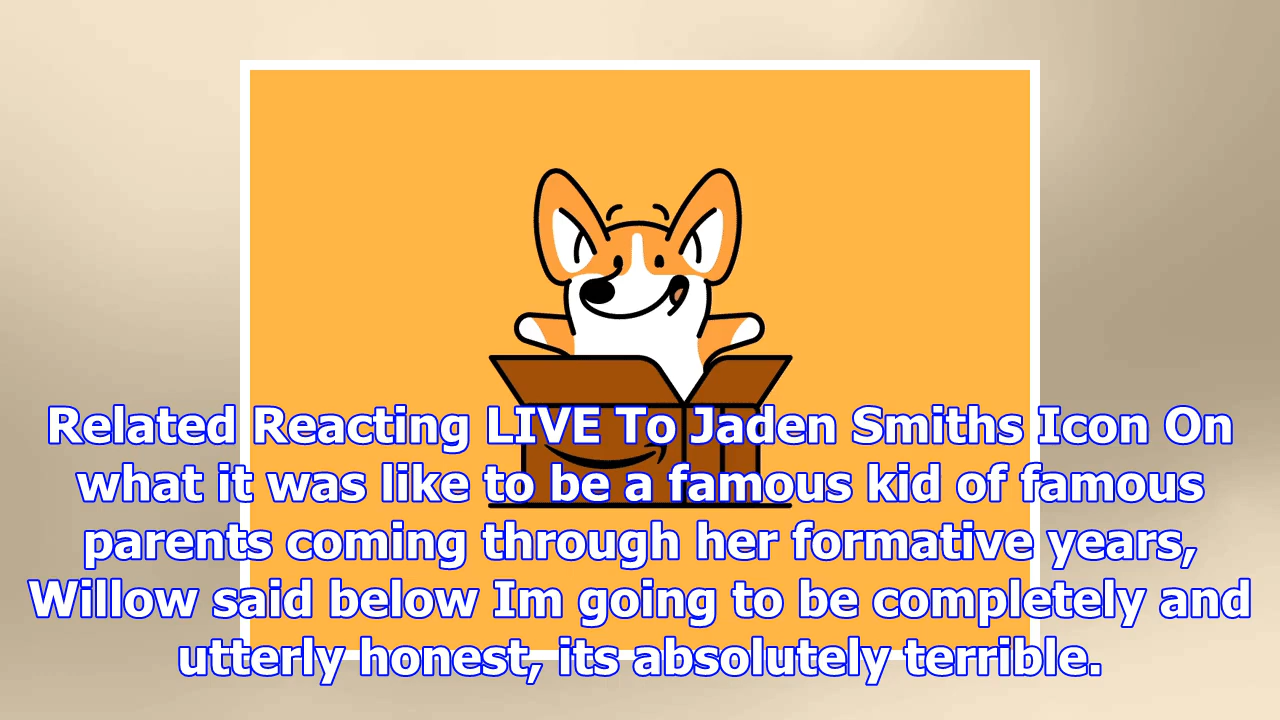 Related Reacting LIVE To Jaden Smiths Icon On
what it was like to be a famous kid of famous
parents coming through her formative years,
Willow said below Im going to be completely and
utterly honest, its absolutely terrible.